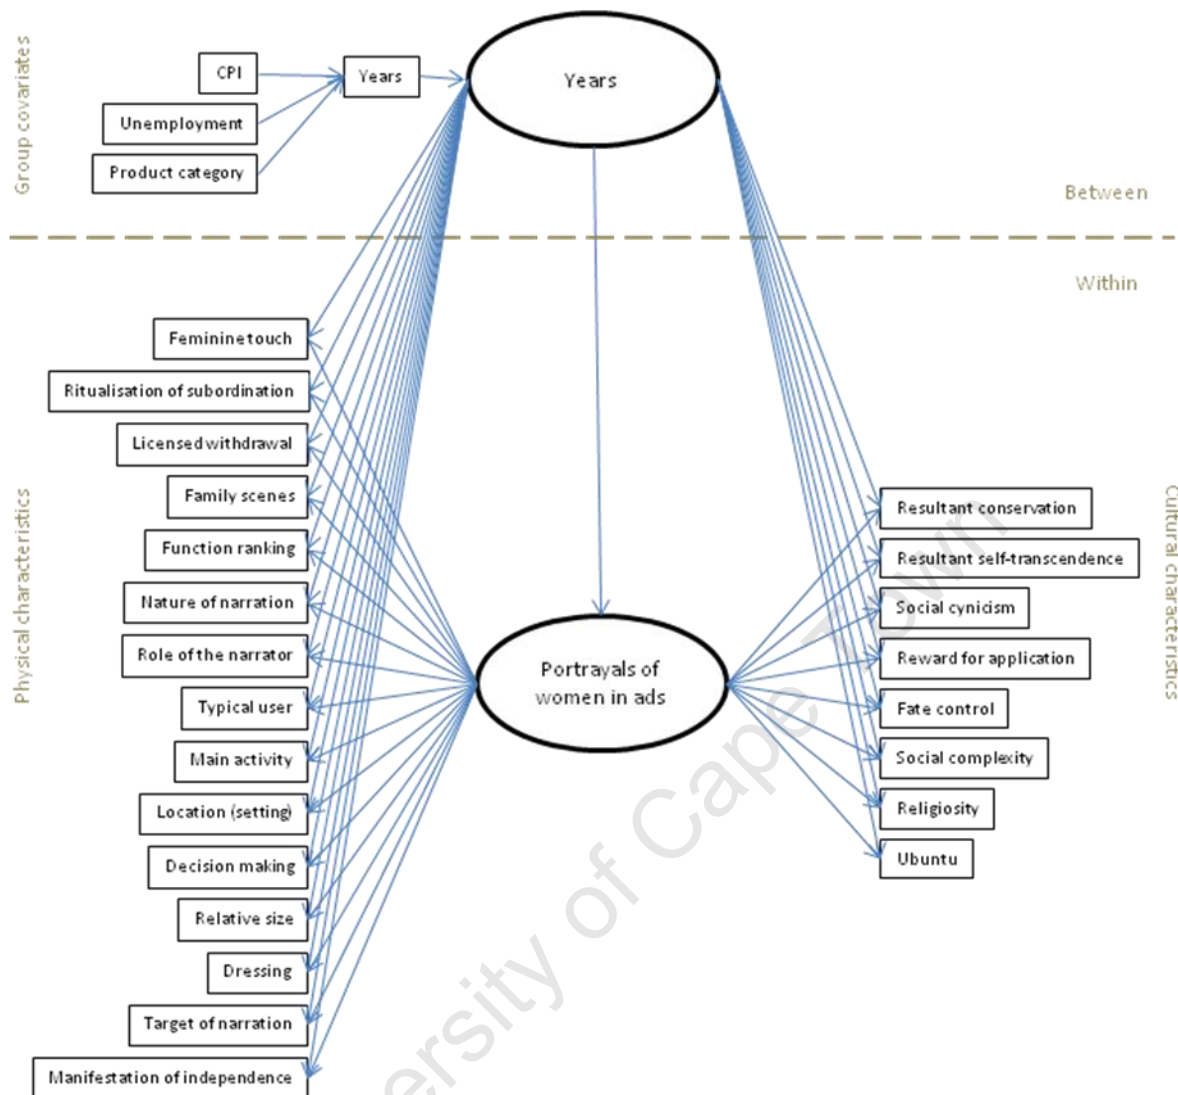 Group covariates
CPI
Unemployment
Product category
Years
Years
Between
Within
Physical characteristics
Feminine touch
Ritualisation of subordination
Licensed withdrawal
Family scenes
Function ranking
Nature of narration
Role of the narrator
Typical user
Main activity
Location (setting)
Decision making
Relative size
Dressing
Target of narration
Manifestation of independence
Portrayals of
women in ads
Resultant conservation
Resultant self-transcendence
Social cynicism
Reward for application
Fate control
Social complexity
Religiosity
Ubuntu
Cultural characteristics
ersity of Cape Town